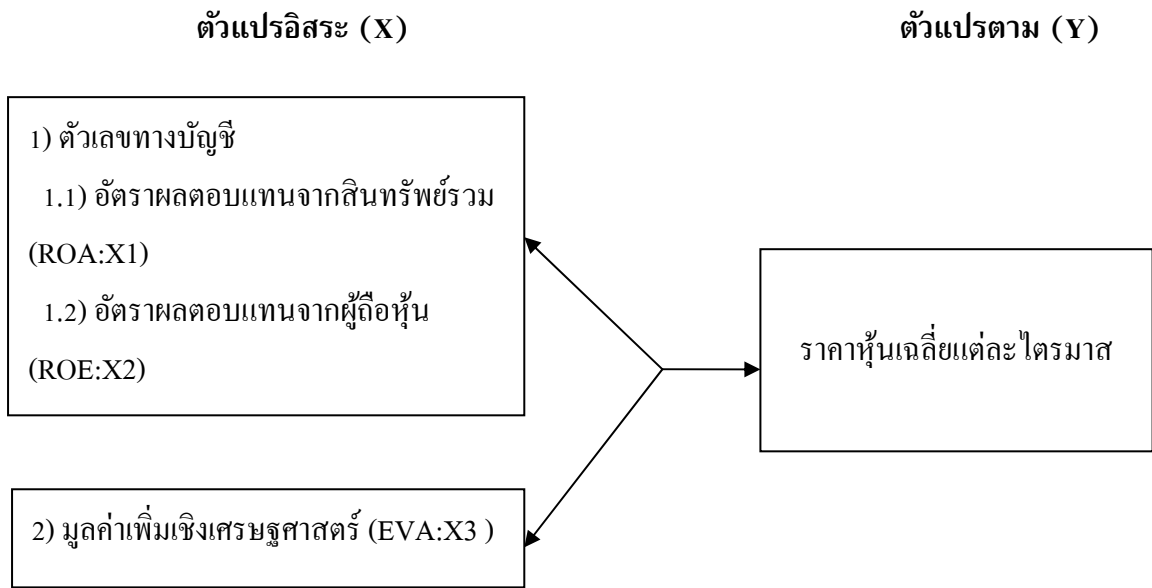 ตัวแปรอิสระ (X)
ตัวแปรตาม (Y)
1) ตัวเลขทางบัญชี
1.1) อัตราผลตอบแทนจากสินทรัพย์รวม
(ROA:X1)
1.2) อัตราผลตอบแทนจากผู้ถือหุ้น
(ROE:X2)
ราคาหุ้นเฉลี่ยแต่ละไตรมาส
2) มูลค่าเพิ่มเชิงเศรษฐศาสตร์ (EVA:X3 )